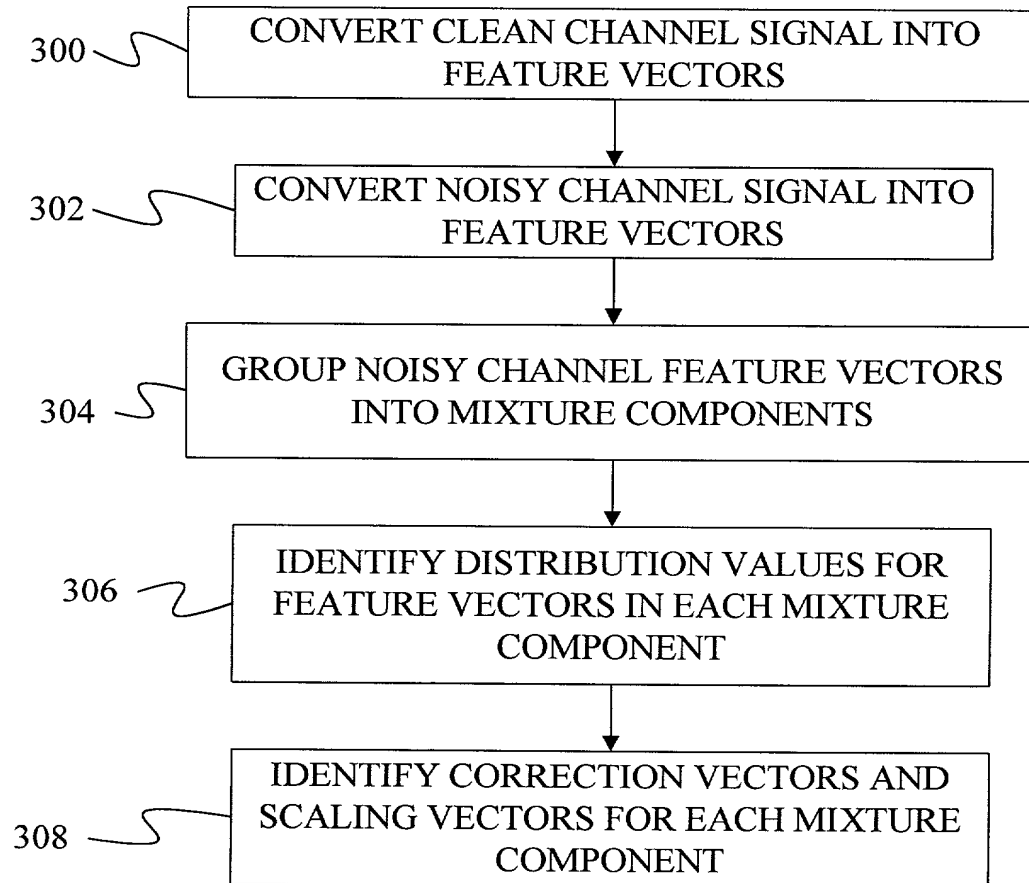 300
CONVERT CLEAN CHANNEL SIGNAL INTO
FEATURE VECTORS
302
CONVERT NOISY CHANNEL SIGNAL INTO
FEATURE VECTORS
304
GROUP NOISY CHANNEL FEATURE VECTORS
INTO MIXTURE COMPONENTS
306
IDENTIFY DISTRIBUTION VALUES FOR
FEATURE VECTORS IN EACH MIXTURE
COMPONENT
308
IDENTIFY CORRECTION VECTORS AND
SCALING VECTORS FOR EACH MIXTURE
COMPONENT